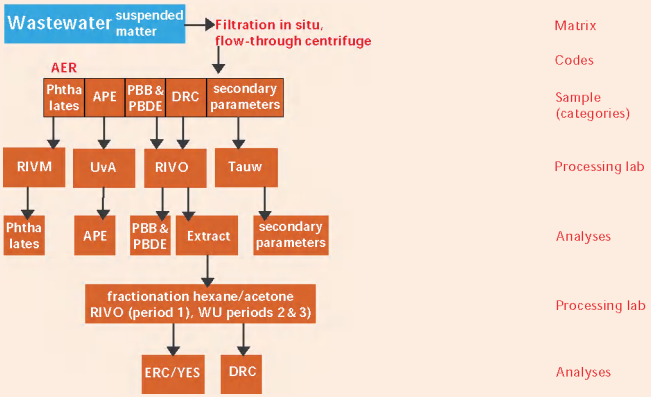 Wastewater suspended matter
Filtration in situ,
flow-through centrifuge
Matrix
Codes
AER
Phtha
lates
APE
PBB &
PBDE
DRC
secondary
parameters
Sample
(categories)
RIVM
UvA
RIVO
Tauw
Processing lab
Phtha
lates
APE
PBB &
PBDE
Extract
secondary
parameters
Analyses
fractionation hexane/acetone
RIVO (period 1), WU periods 2 & 3)
Processing lab
ERC/YES
DRC
Analyses